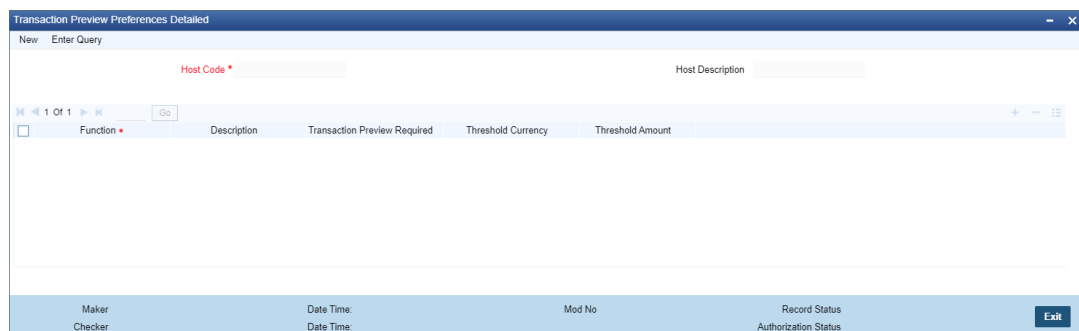 Transaction Preview Preferences Detailed
New Enter Query
Host Code * Host Description
1 Of 1 Go
Function * Description Transaction Preview Required Threshold Currency Threshold Amount
Maker Date Time: Mod No Record Status
Checker Date Time: Authorization Status
Exit